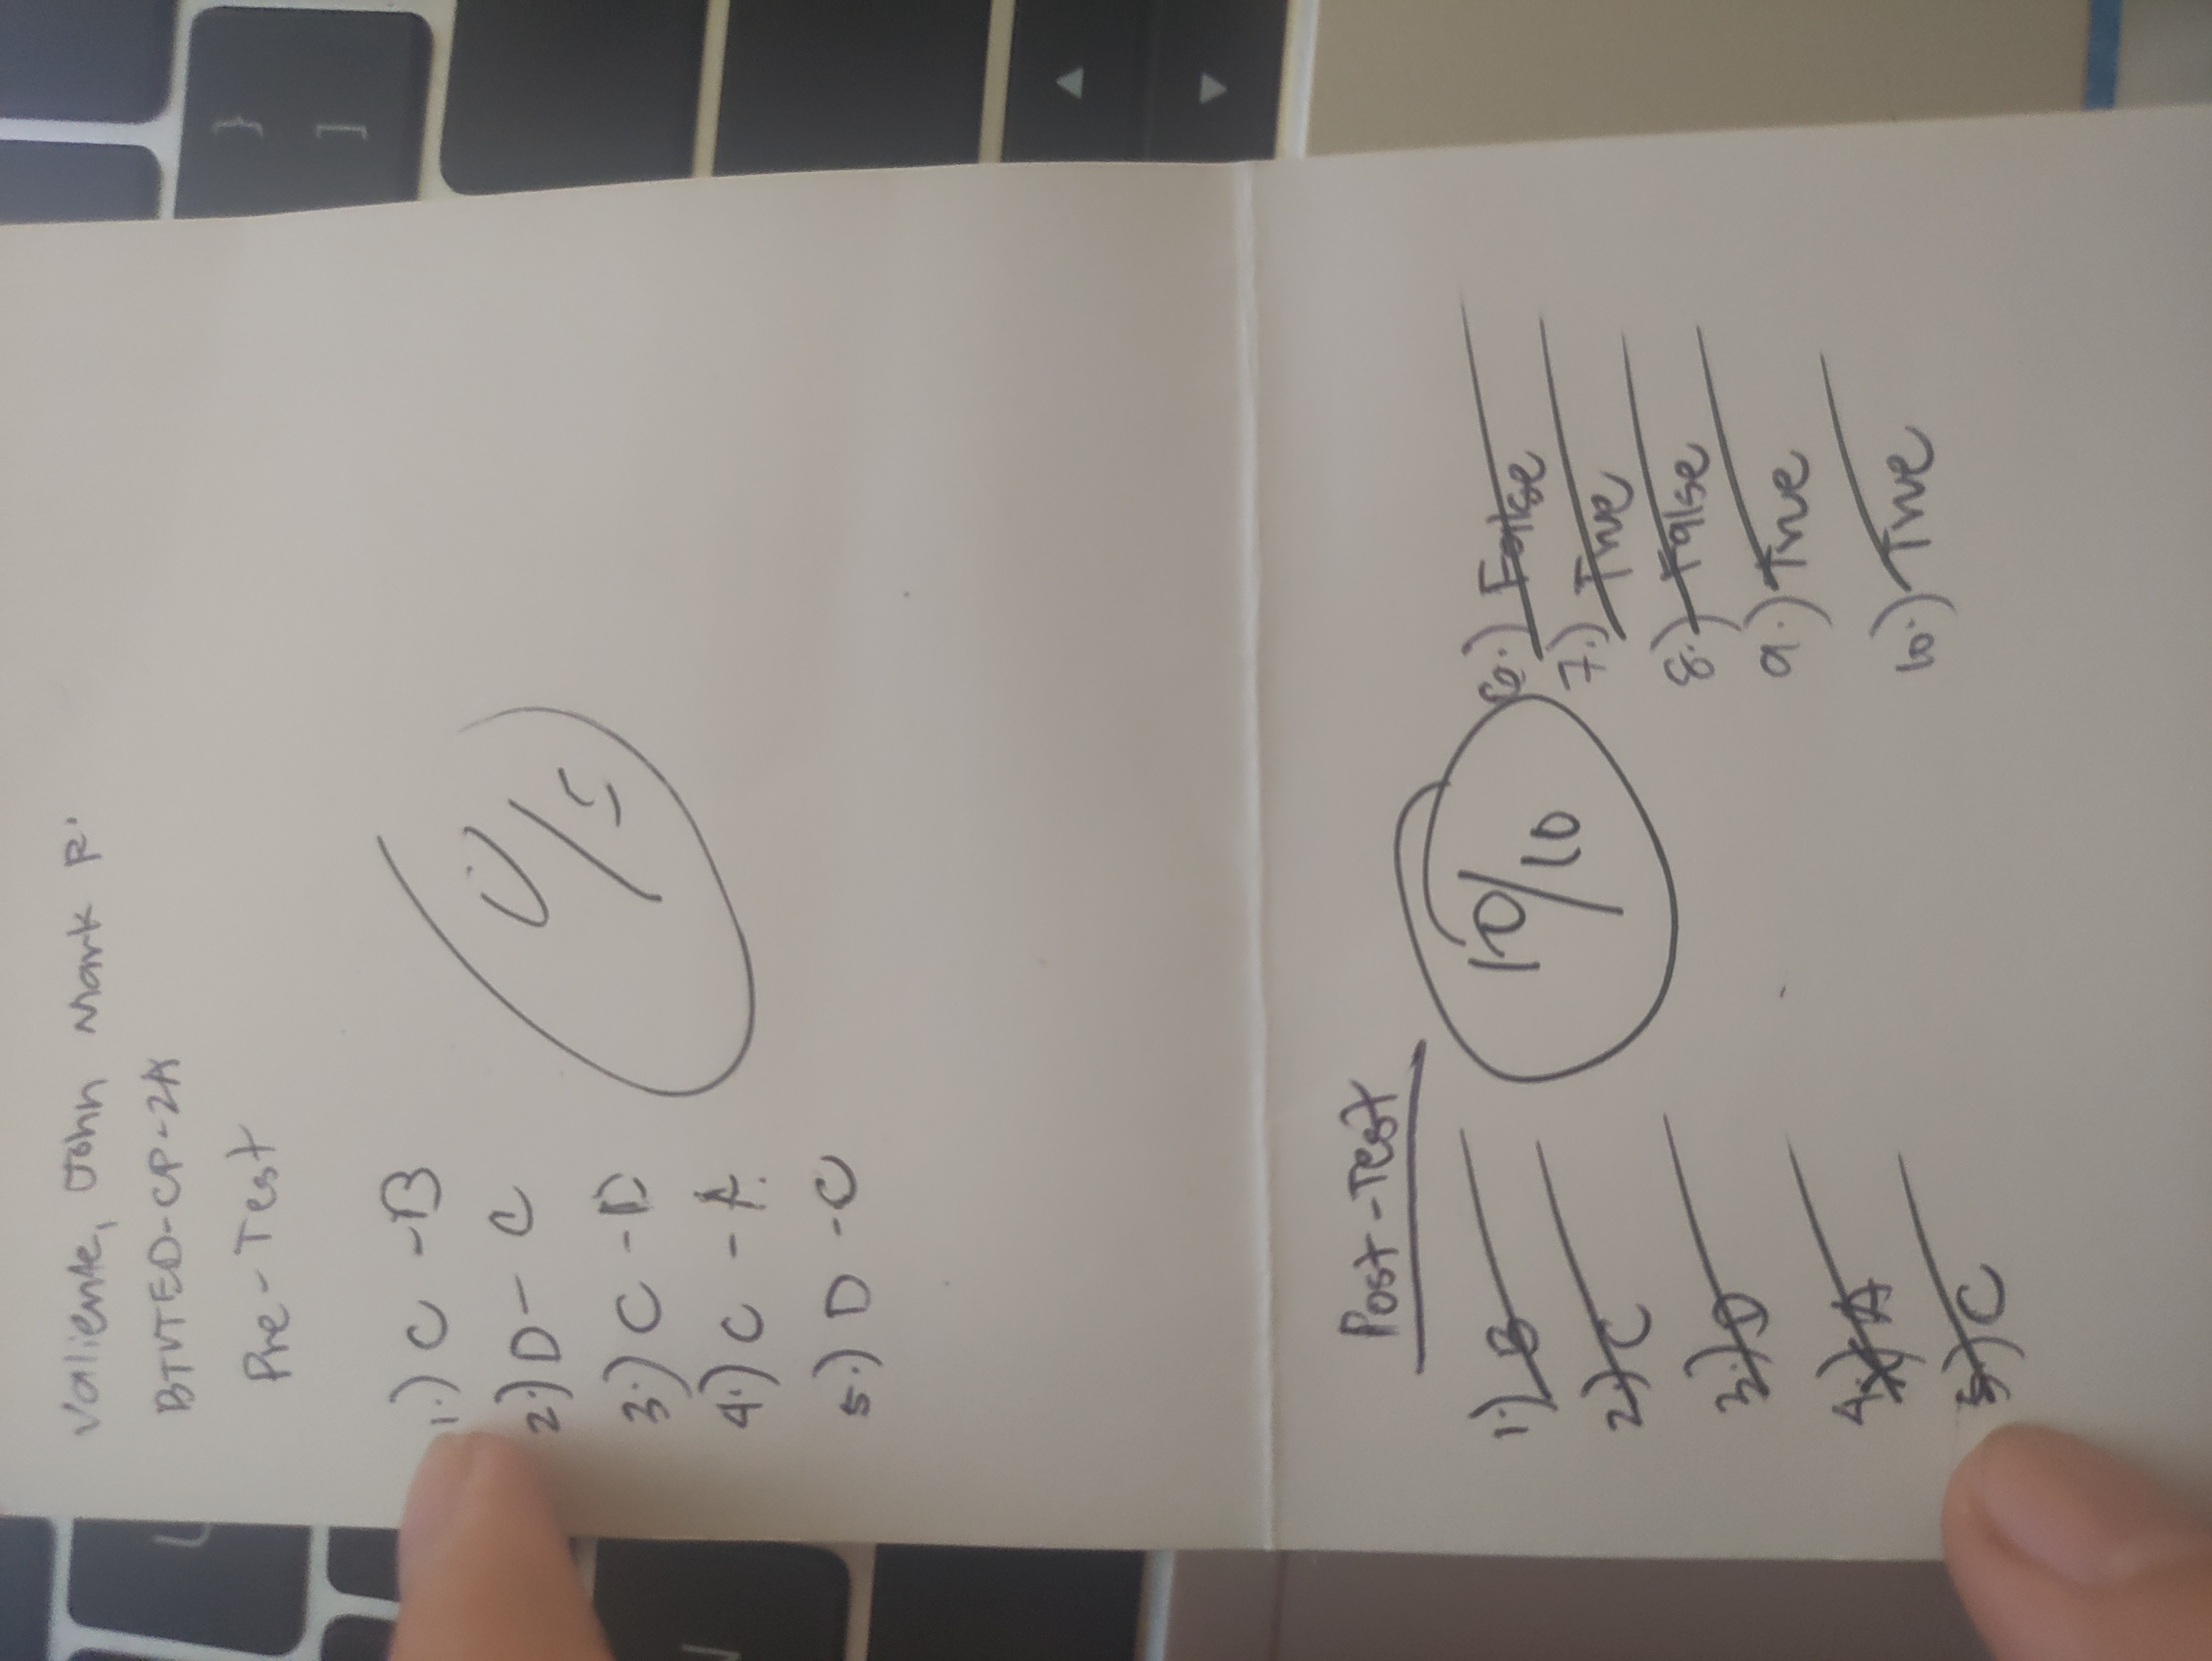 Valiente, John Mark R.
BTVTED-CP-2A
Pre-Test
1.) C - B
2.) D - C
3.) C - D
4.) C - A
5.) D - C
0/5
Post-Test
10/10
1.) B
2.) C
3.) D
4.) A
5.) C
6.) False
7.) True
8.) False
9.) True
10.) True
}
]